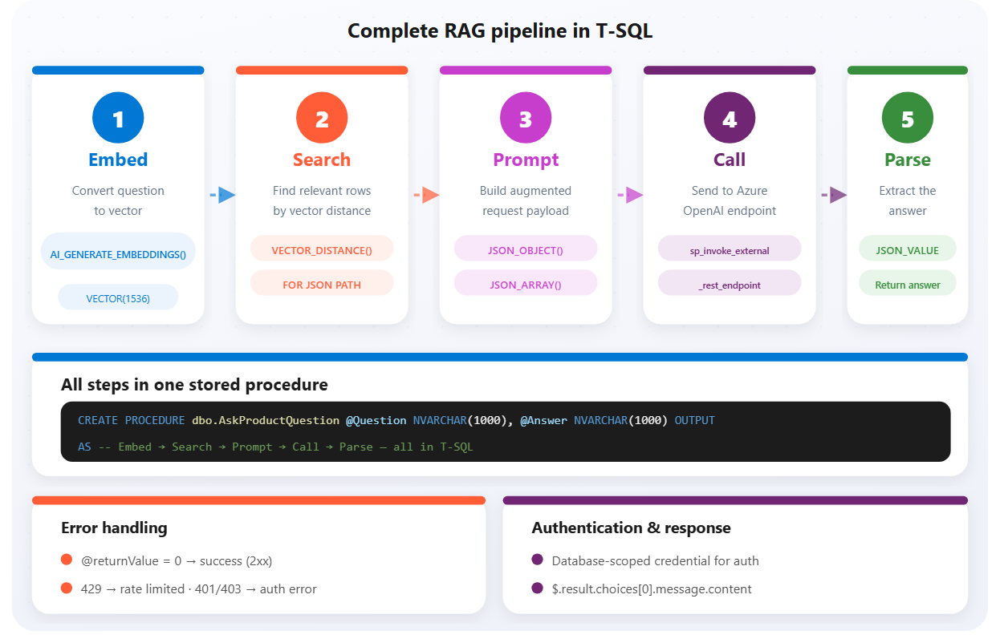 Complete RAG pipeline in T-SQL
1
Embed
Convert question
to vector
AI_GENERATE_EMBEDDINGS()
VECTOR(1536)
2
Search
Find relevant rows
by vector distance
VECTOR_DISTANCE()
FOR JSON PATH
3
Prompt
Build augmented
request payload
JSON_OBJECT()
JSON_ARRAY()
4
Call
Send to Azure
OpenAI endpoint
sp_invoke_external
_rest_endpoint
5
Parse
Extract the
answer
JSON_VALUE
Return answer
All steps in one stored procedure
CREATE PROCEDURE dbo.AskProductQuestion @Question NVARCHAR(1000), @Answer NVARCHAR(1000) OUTPUT
AS -- Embed → Search → Prompt → Call → Parse — all in T-SQL
Error handling
@returnValue = 0 → success (2xx)
429 → rate limited · 401/403 → auth error
Authentication & response
Database-scoped credential for auth
$.result.choices[0].message.content